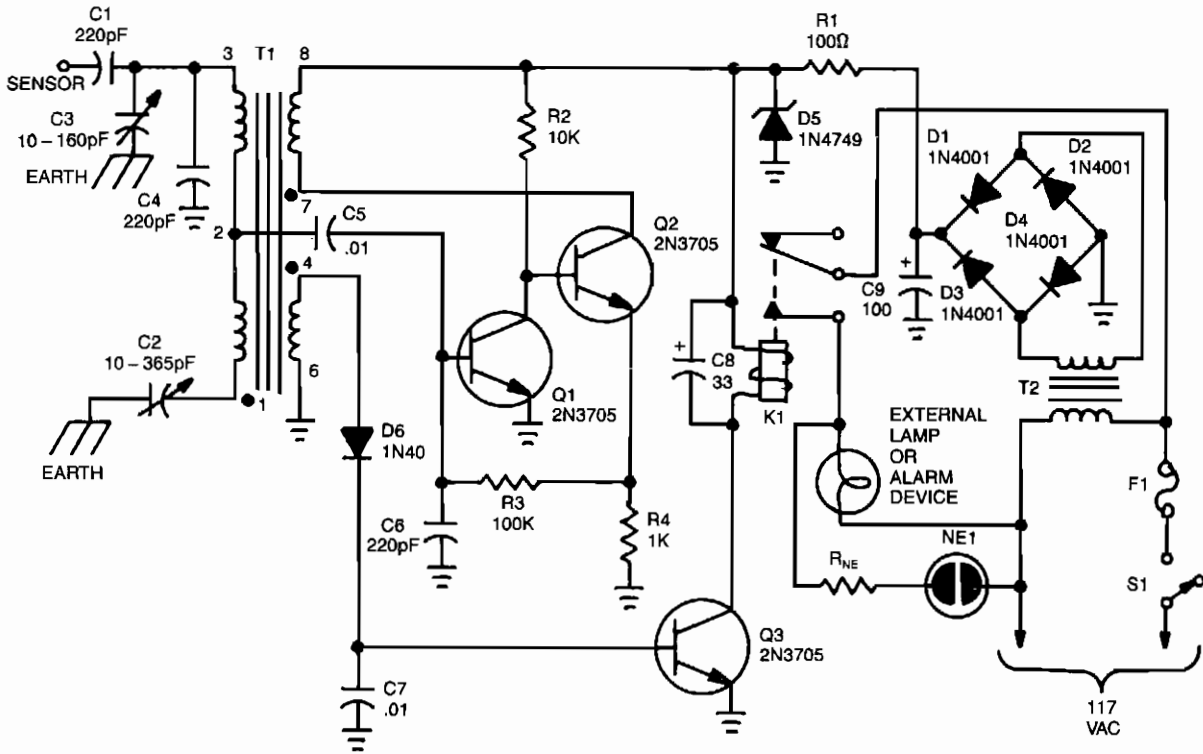 C1
220pF
SENSOR
C3
10 – 160pF
EARTH
C4
220pF
3
T1
8
2
7
4
C2
10 – 365pF
EARTH
1
6
C5
.01
R2
10K
Q2
2N3705
Q1
2N3705
D6
1N40
R3
100K
C6
220pF
R4
1K
C7
.01
Q3
2N3705
R1
100Ω
D5
1N4749
D1
1N4001
D2
1N4001
D4
1N4001
D3
1N4001
+
C9
100
+
C8
33
K1
T2
EXTERNAL
LAMP
OR
ALARM
DEVICE
F1
RNE
NE1
S1
117
VAC